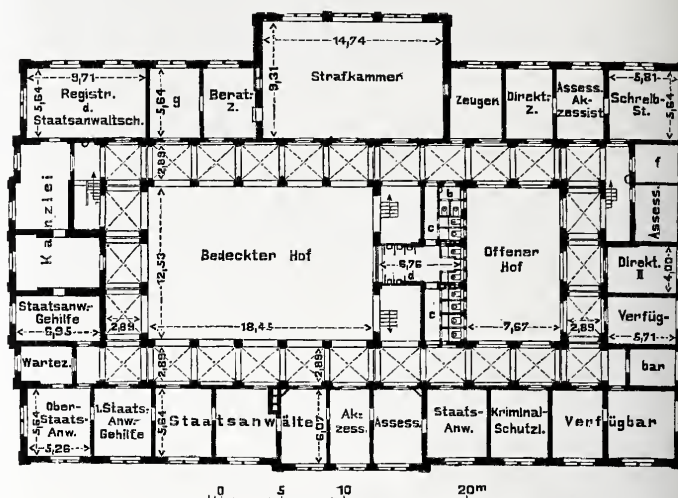 14,74
9,31
Strafkammer
9,71
5,64
Registr.
d.
Staatsanwaltsch.
5,64
g
Berat:
Z.
Zeugen
Direkt:
Z.
Assess.
Ak-
zessist
5,81
Schreib-
St.
5,64
2,89
f
Kanzlei
Assess.
Bedeckter Hof
12,53
18,45
b
c
6,76
d
c
Offener
Hof
7,67
Direkt.
II
4,00
Staatsanw.-
Gehilfe
6,95
2,89
2,89
Verfüg-
5,71
Wartez.
2,89
2,89
bar
Ober-
Staats-
Anw.
5,64
5,26
1.Staats-
Anw.-
Gehilfe
5,64
Staatsanwälte
6,07
Ak-
zess.
Assess.
Staats-
Anw.
Kriminal-
Schutzl.
Verfügbar
0 5 10 20m